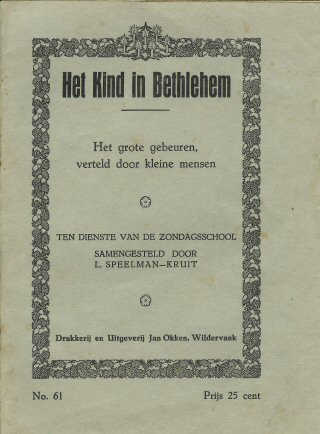 Het Kind in Bethlehem
Het grote gebeuren,
verteld door kleine mensen
TEN DIENSTE VAN DE ZONDAGSSCHOOL
SAMENGESTELD DOOR
L. SPEELMAN—KRUIT
Drukkerij en Uitgeverij Jan Okken, Wildervank
No. 61
Prijs 25 cent